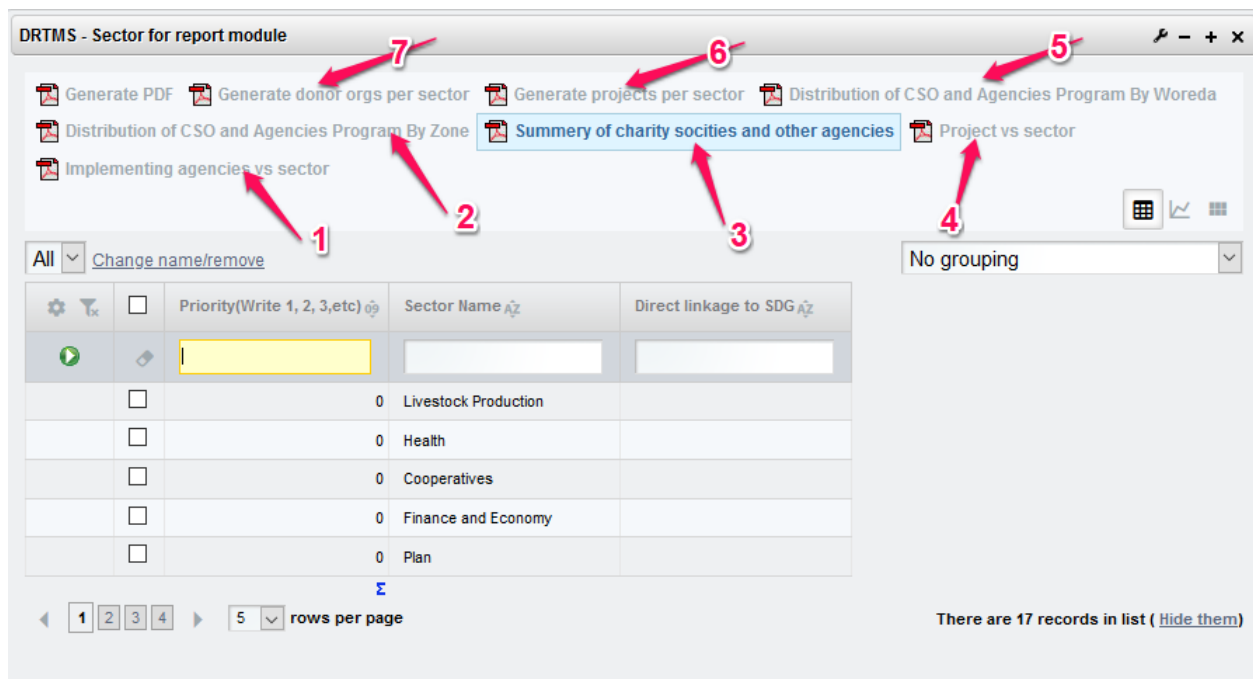 DRTMS - Sector for report module
7 6 5
Generate PDF Generate donor orgs per sector Generate projects per sector Distribution of CSO and Agencies Program By Woreda
Distribution of CSO and Agencies Program By Zone Summery of charity socities and other agencies Project vs sector
Implementing agencies vs sector
1 2 3 4
All Change name/remove No grouping
Priority(Write 1, 2, 3,etc) Sector Name Direct linkage to SDG
0 Livestock Production
0 Health
0 Cooperatives
0 Finance and Economy
0 Plan
Σ
1 2 3 4 5 rows per page There are 17 records in list ( Hide them)